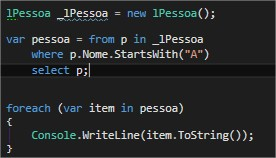 lPessoa _lPessoa = new lPessoa();
var pessoa = from p in _lPessoa
where p.Nome.StartsWith("A")
select p;
foreach (var item in pessoa)
{
Console.WriteLine(item.ToString());
}